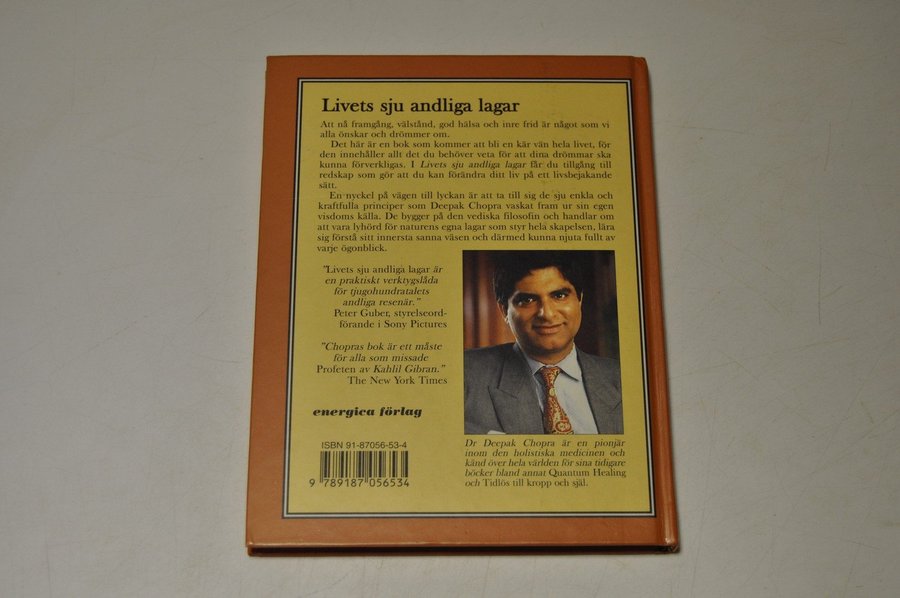 Livets sju andliga lagar
Att nå framgång, välstånd, god hälsa och inre frid är något som vi
alla önskar och drömmer om.
Det här är en bok som kommer att bli en kär vän hela livet, för
den innehåller allt det du behöver veta för att dina drömmar ska
kunna förverkligas. I Livets sju andliga lagar får du tillgång till
redskap som gör att du kan förändra ditt liv på ett livsbejakande
sätt.
En nyckel på vägen till lyckan är att ta till sig de sju enkla och
kraftfulla principer som Deepak Chopra vaskat fram ur sin egen
visdoms källa. De bygger på den vediska filosofin och handlar om
att vara lyhörd för naturens egna lagar som styr hela skapelsen, lära
sig förstå sitt innersta sanna väsen och därmed kunna njuta fullt av
varje ögonblick.
"Livets sju andliga lagar är
en praktiskt verktygslåda
för tjugohundratalets
andliga resenär."
Peter Guber, styrelseord-
förande i Sony Pictures
"Chopras bok är ett måste
för alla som missade
Profeten av Kahlil Gibran."
The New York Times
energica förlag
ISBN 91-87056-53-4
9 789187 056534
Dr Deepak Chopra är en pionjär
inom den holistiska medicinen och
känd över hela världen för sina tidigare
böcker bland annat Quantum Healing
och Tidlös till kropp och själ.